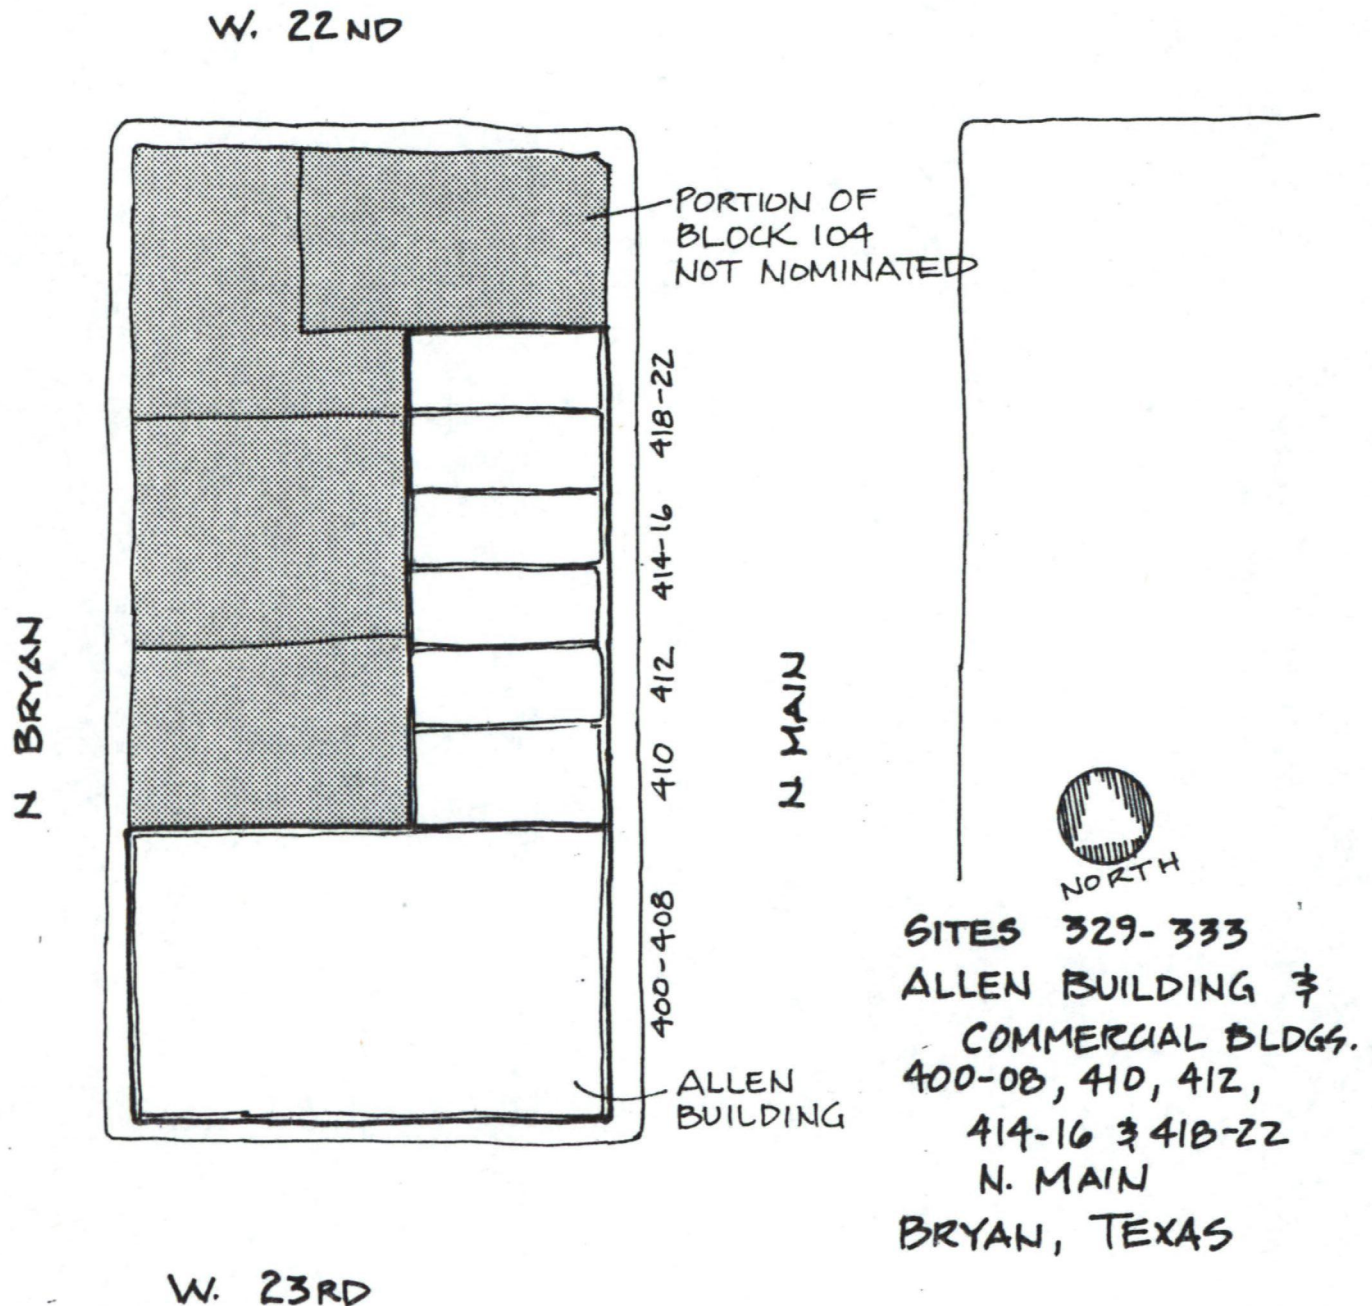 W. 22ND
PORTION OF
BLOCK 104
NOT NOMINATED
418-22
414-16
412
410
400-408
N BRYAN
N MAIN
ALLEN
BUILDING
NORTH
SITES 329-333
ALLEN BUILDING &
COMMERCIAL BLDGS.
400-08, 410, 412,
414-16 & 418-22
N. MAIN
BRYAN, TEXAS
W. 23RD